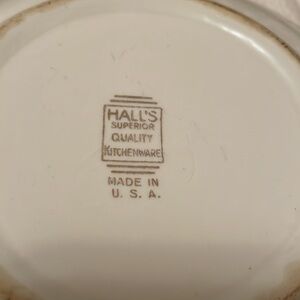 HALL'S
SUPERIOR
QUALITY
KITCHENWARE
MADE IN
U. S. A.